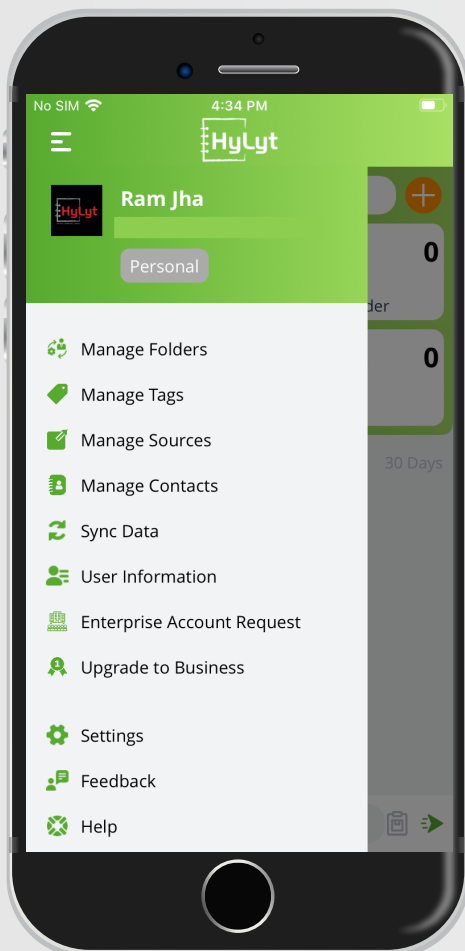 No SIM 4:34 PM
HyLyt
HyLyt
Ram Jha
Personal
0
der
0
30 Days
Manage Folders
Manage Tags
Manage Sources
Manage Contacts
Sync Data
User Information
Enterprise Account Request
Upgrade to Business
Settings
Feedback
Help